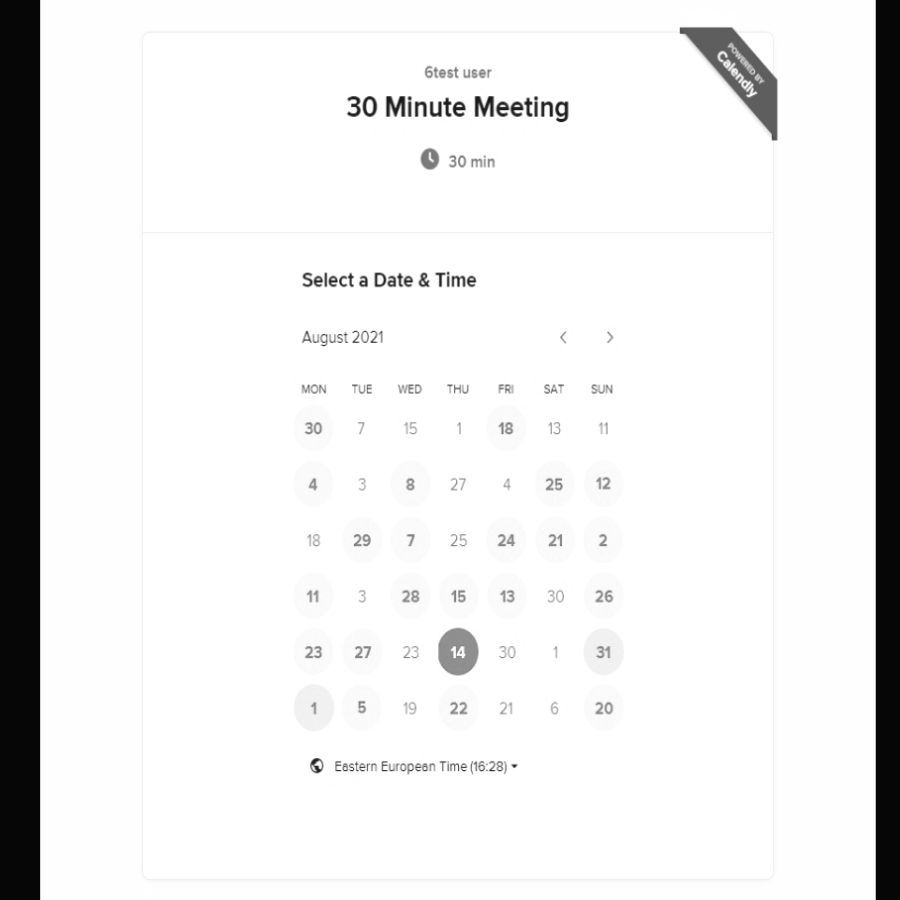 POWERED BY
Calendly
6test user
30 Minute Meeting
30 min
Select a Date & Time
August 2021
MON TUE WED THU FRI SAT SUN
30 7 15 1 18 13 11
4 3 8 27 4 25 12
18 29 7 25 24 21 2
11 3 28 15 13 30 26
23 27 23 14 30 1 31
1 5 19 22 21 6 20
Eastern European Time (16:28)